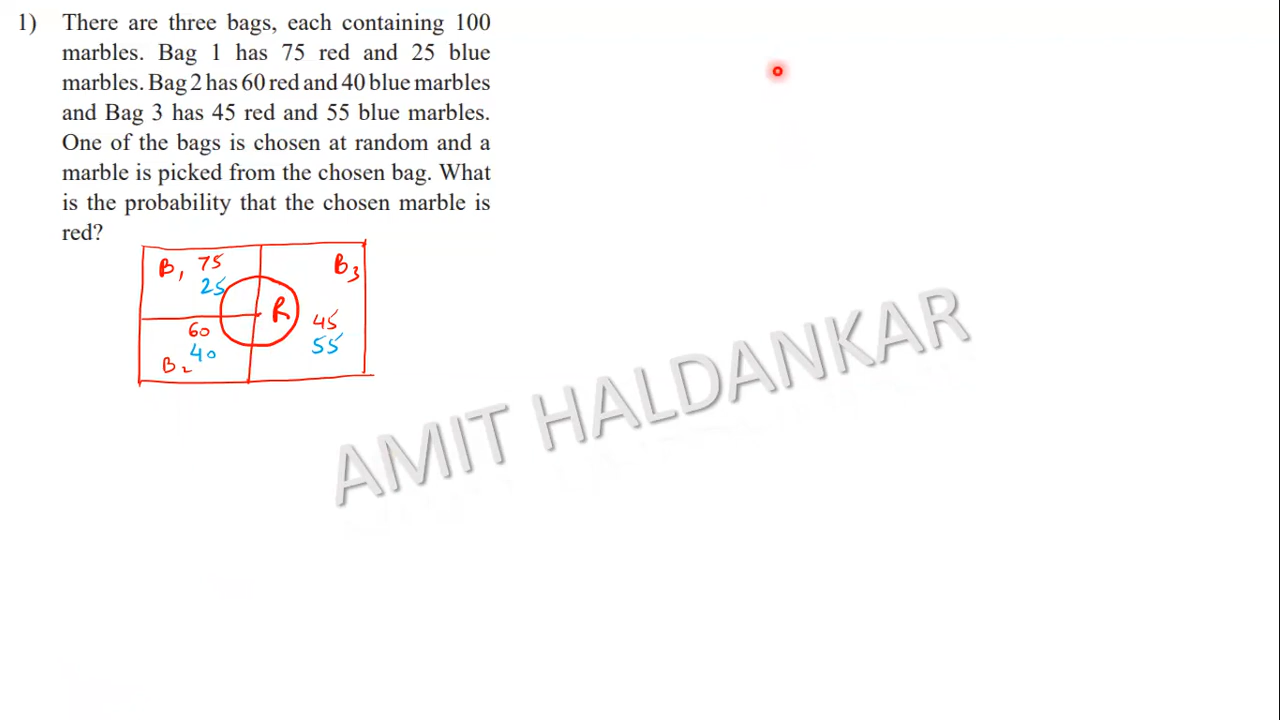 1) There are three bags, each containing 100
marbles. Bag 1 has 75 red and 25 blue
marbles. Bag 2 has 60 red and 40 blue marbles
and Bag 3 has 45 red and 55 blue marbles.
One of the bags is chosen at random and a
marble is picked from the chosen bag. What
is the probability that the chosen marble is
red?
B₁ 75 B₃
25
R
60 45
40 55
B₂
AMIT HALDANKAR